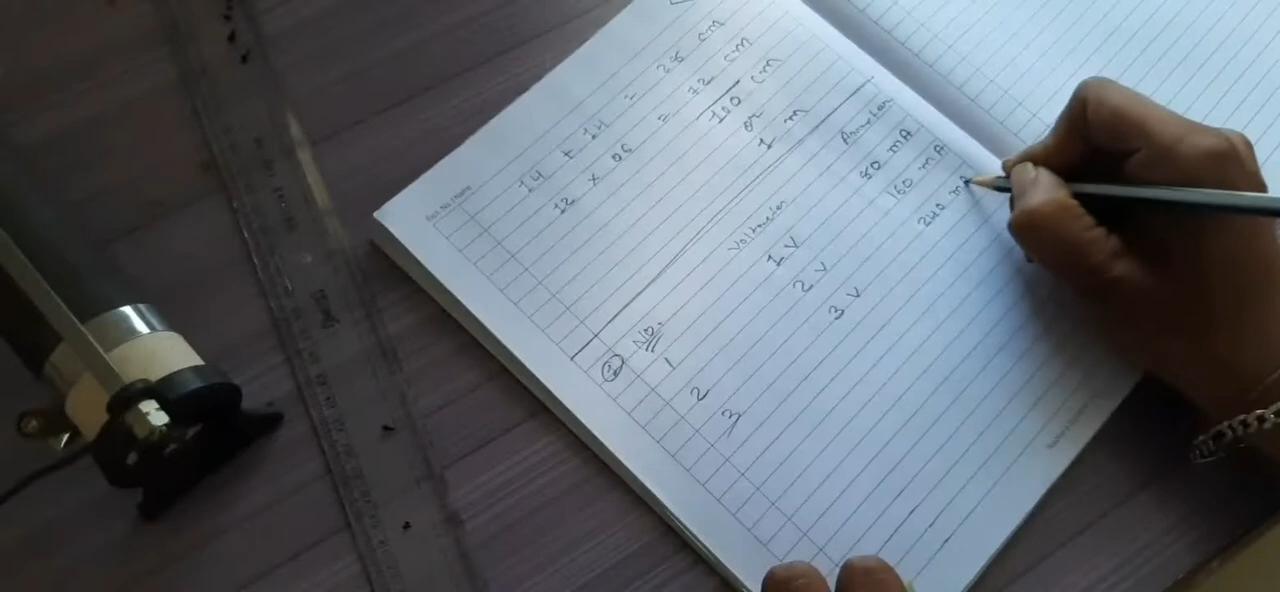 14 + 14 = 28 cm
12 × 06 = 72 cm
100 cm
or
1 m
② No. Voltmeter Ammeter
1 1 V 80 mA
2 2 V 160 mA
3 3 V 240 mA